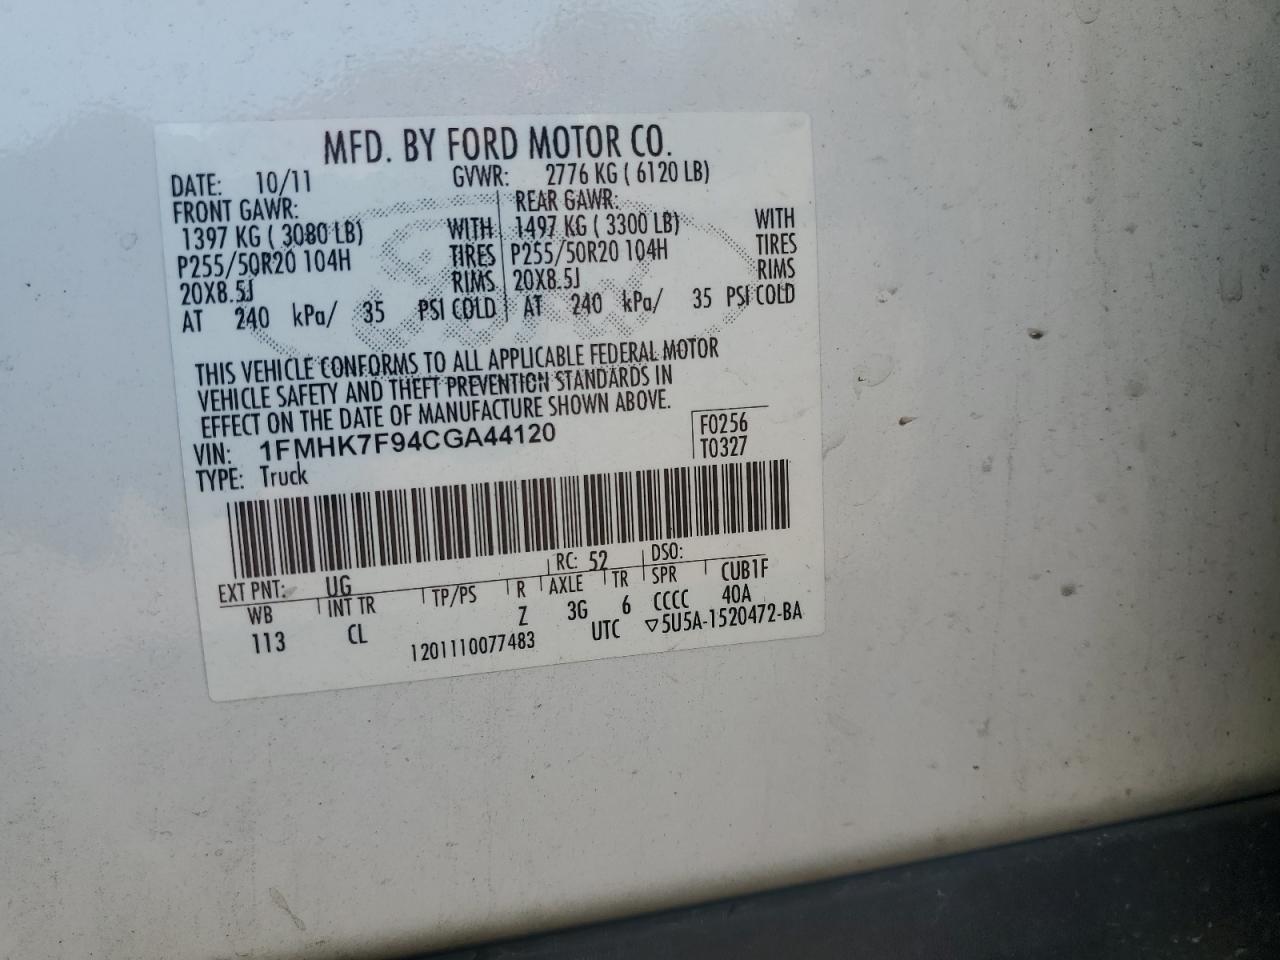 MFD. BY FORD MOTOR CO.
DATE: 10/11 GVWR: 2776 KG ( 6120 LB)
FRONT GAWR: REAR GAWR:
1397 KG ( 3080 LB) WITH 1497 KG ( 3300 LB) WITH
P255/50R20 104H TIRES P255/50R20 104H TIRES
20X8.5J RIMS 20X8.5J RIMS
AT 240 kPa/ 35 PSI COLD AT 240 kPa/ 35 PSI COLD
THIS VEHICLE CONFORMS TO ALL APPLICABLE FEDERAL MOTOR
VEHICLE SAFETY AND THEFT PREVENTION STANDARDS IN
EFFECT ON THE DATE OF MANUFACTURE SHOWN ABOVE.
VIN: 1FMHK7F94CGA44120 F0256
TYPE: Truck T0327
EXT PNT: UG RC: 52 DSO:
WB INT TR TP/PS R AXLE TR SPR CUB1F
113 CL Z 3G 6 CCCC 40A
1201110077483 UTC ▽5U5A-1520472-BA